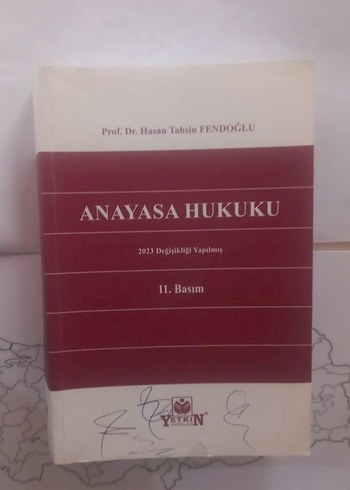 Prof. Dr. Hasan Tahsin FENDOĞLU
ANAYASA HUKUKU
2023 Değişikliği Yapılmış
11. Basım
YETKİN